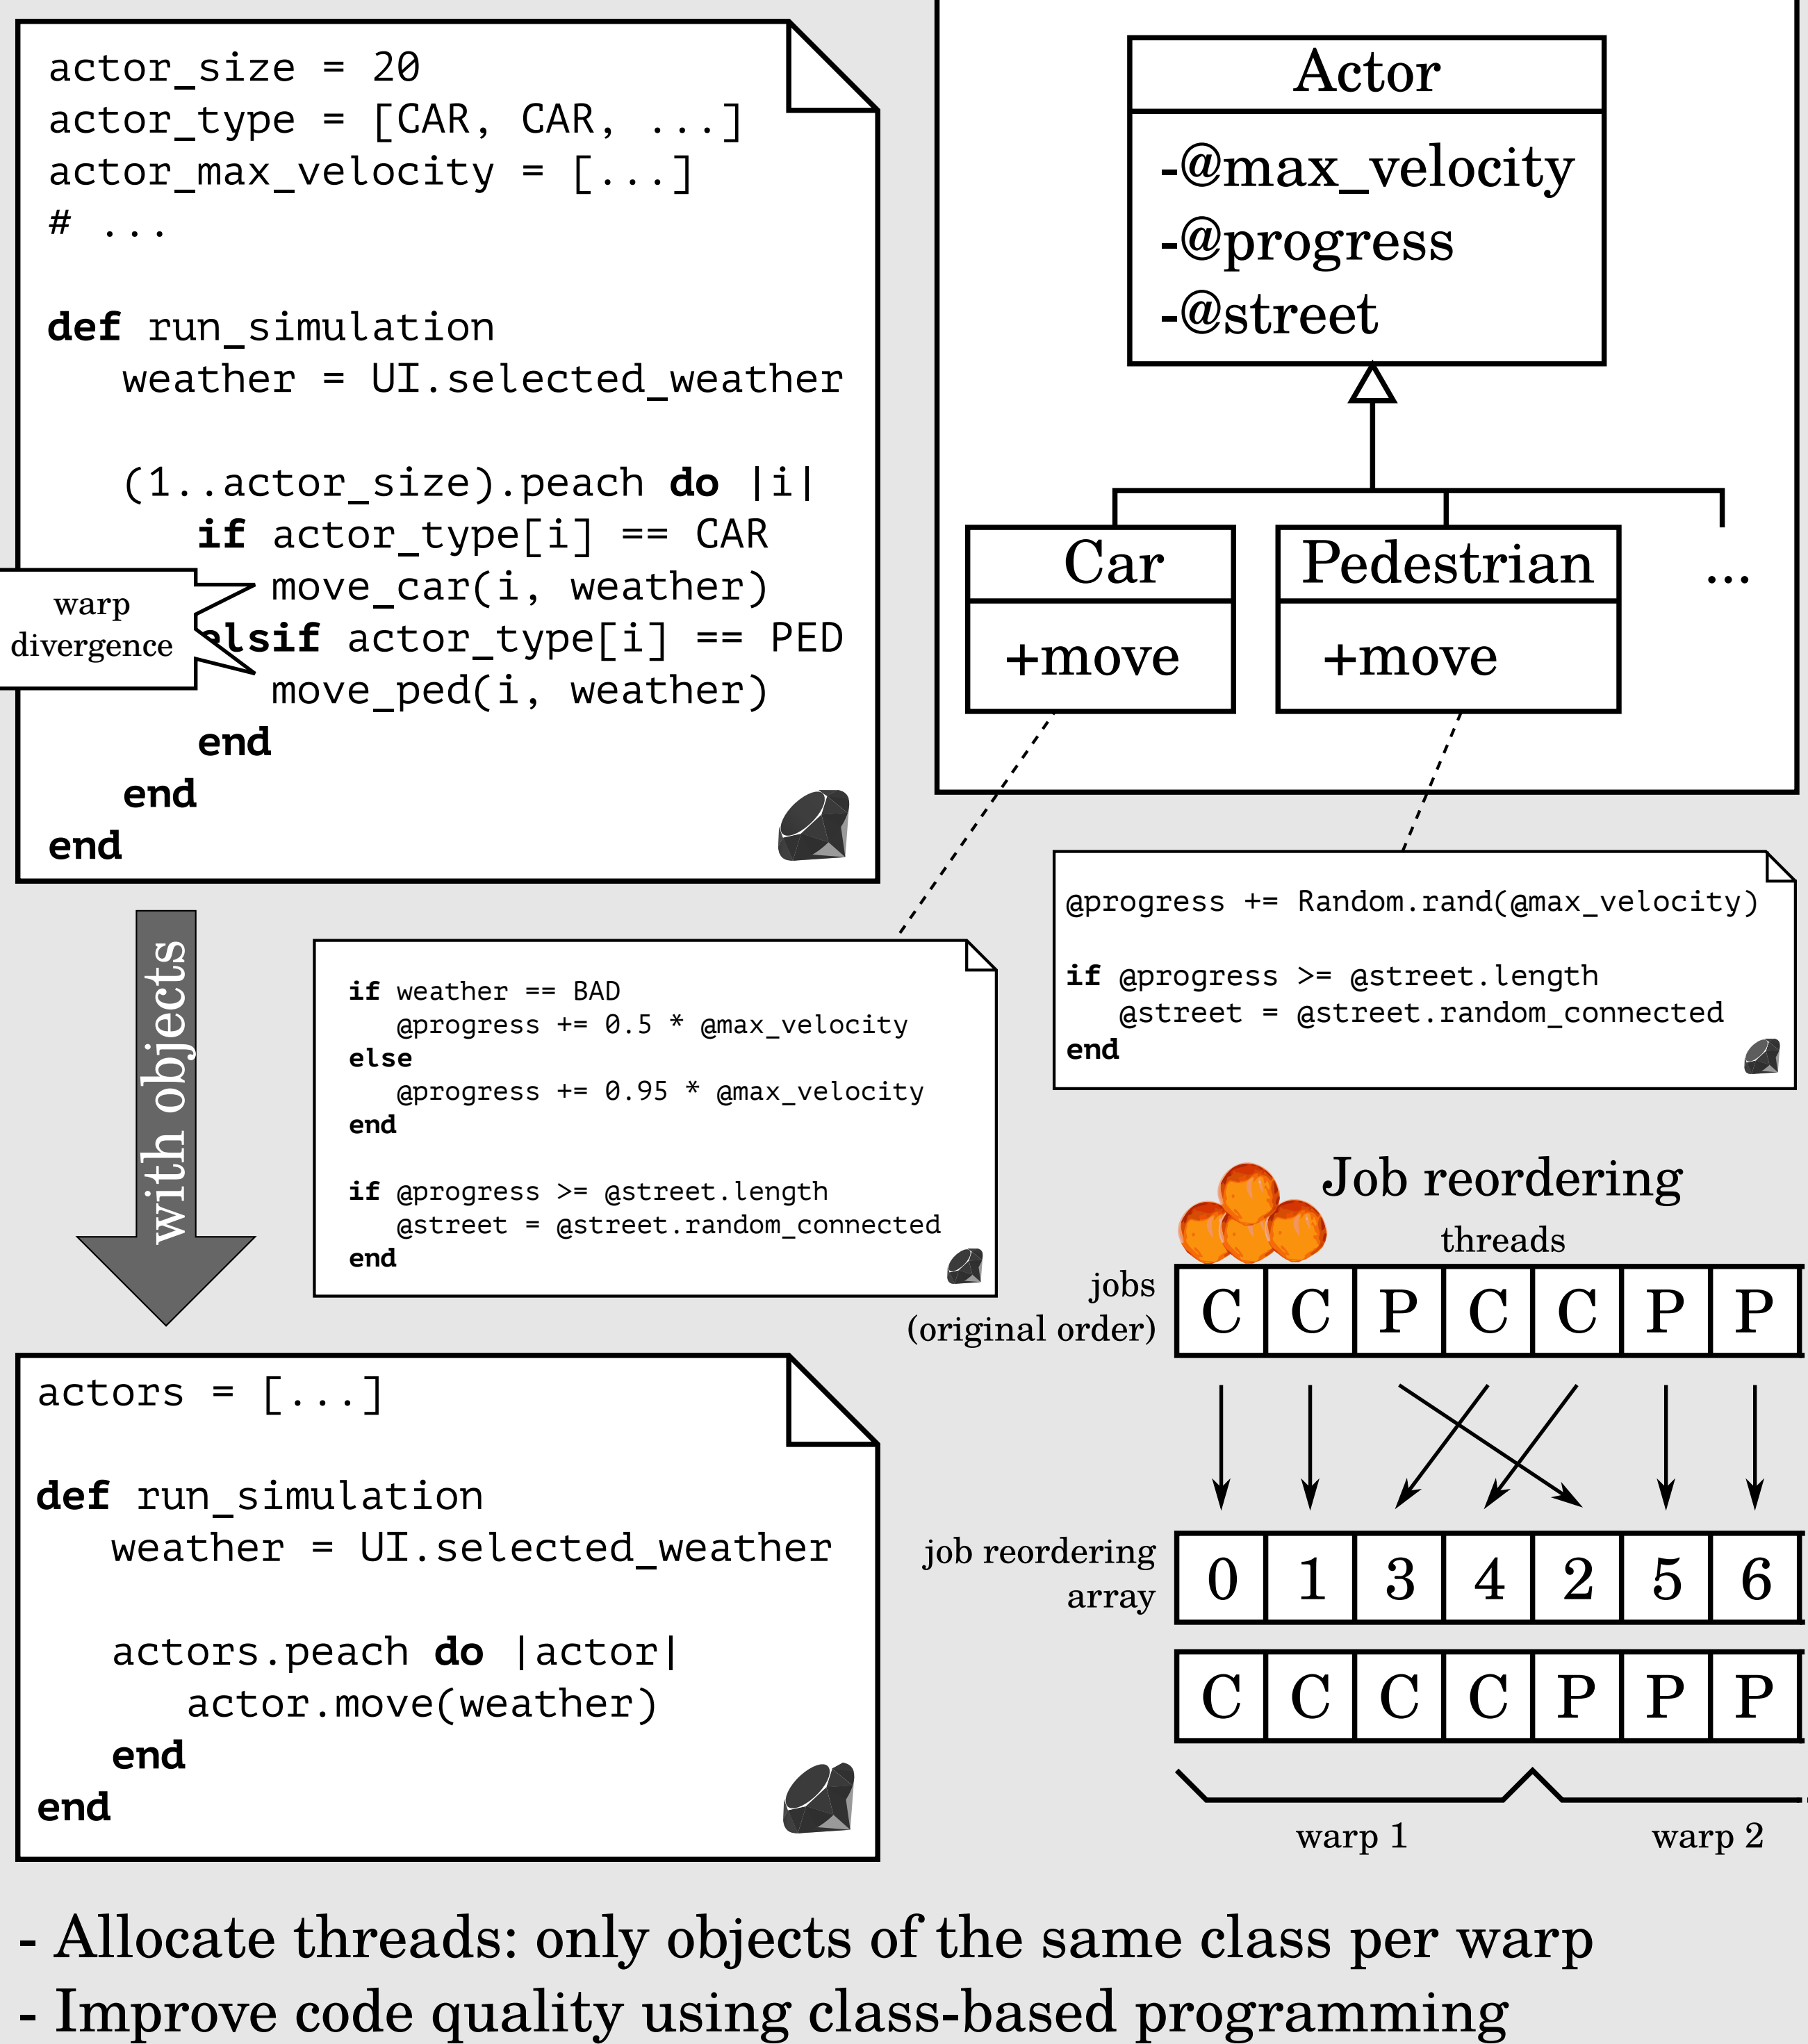 actor_size = 20
actor_type = [CAR, CAR, ...]
actor_max_velocity = [...]
# ...
def run_simulation
weather = UI.selected_weather
(1..actor_size).peach do |i|
if actor_type[i] == CAR
move_car(i, weather)
elsif actor_type[i] == PED
move_ped(i, weather)
end
end
end
warp
divergence
Actor
-@max_velocity
-@progress
-@street
Car
+move
Pedestrian
+move
...
@progress += Random.rand(@max_velocity)
if @progress >= @street.length
@street = @street.random_connected
end
with objects
if weather == BAD
@progress += 0.5 * @max_velocity
else
@progress += 0.95 * @max_velocity
end
if @progress >= @street.length
@street = @street.random_connected
end
actors = [...]
def run_simulation
weather = UI.selected_weather
actors.peach do |actor|
actor.move(weather)
end
end
Job reordering
threads
jobs
(original order)
C C P C C P P
job reordering
array
0 1 3 4 2 5 6
C C C C P P P
warp 1 warp 2
- Allocate threads: only objects of the same class per warp
- Improve code quality using class-based programming